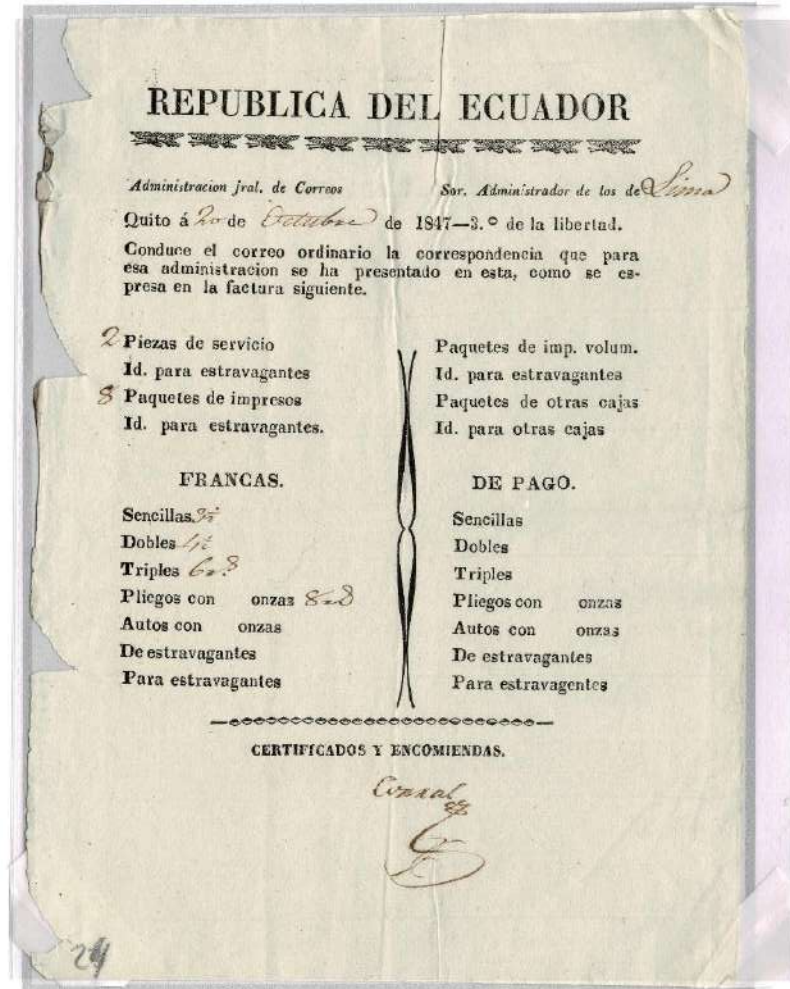 REPUBLICA DEL ECUADOR
Administracion jral. de Correos
Sor. Administrador de los de Lima
Quito á 20 de Octubre de 1847—3.º de la libertad.
Conduce el correo ordinario la correspondencia que para
esa administracion se ha presentado en esta, como se es-
presa en la factura siguiente.
2 Piezas de servicio
Id. para estravagantes
8 Paquetes de impresos
Id. para estravagantes.
Paquetes de imp. volum.
Id. para estravagantes
Paquetes de otras cajas
Id. para otras cajas
FRANCAS.
Sencillas
Dobles
Triples
Pliegos con onzas
Autos con onzas
De estravagantes
Para estravagantes
DE PAGO.
Sencillas
Dobles
Triples
Pliegos con onzas
Autos con onzas
De estravagantes
Para estravagentes
CERTIFICADOS Y ENCOMIENDAS.
24